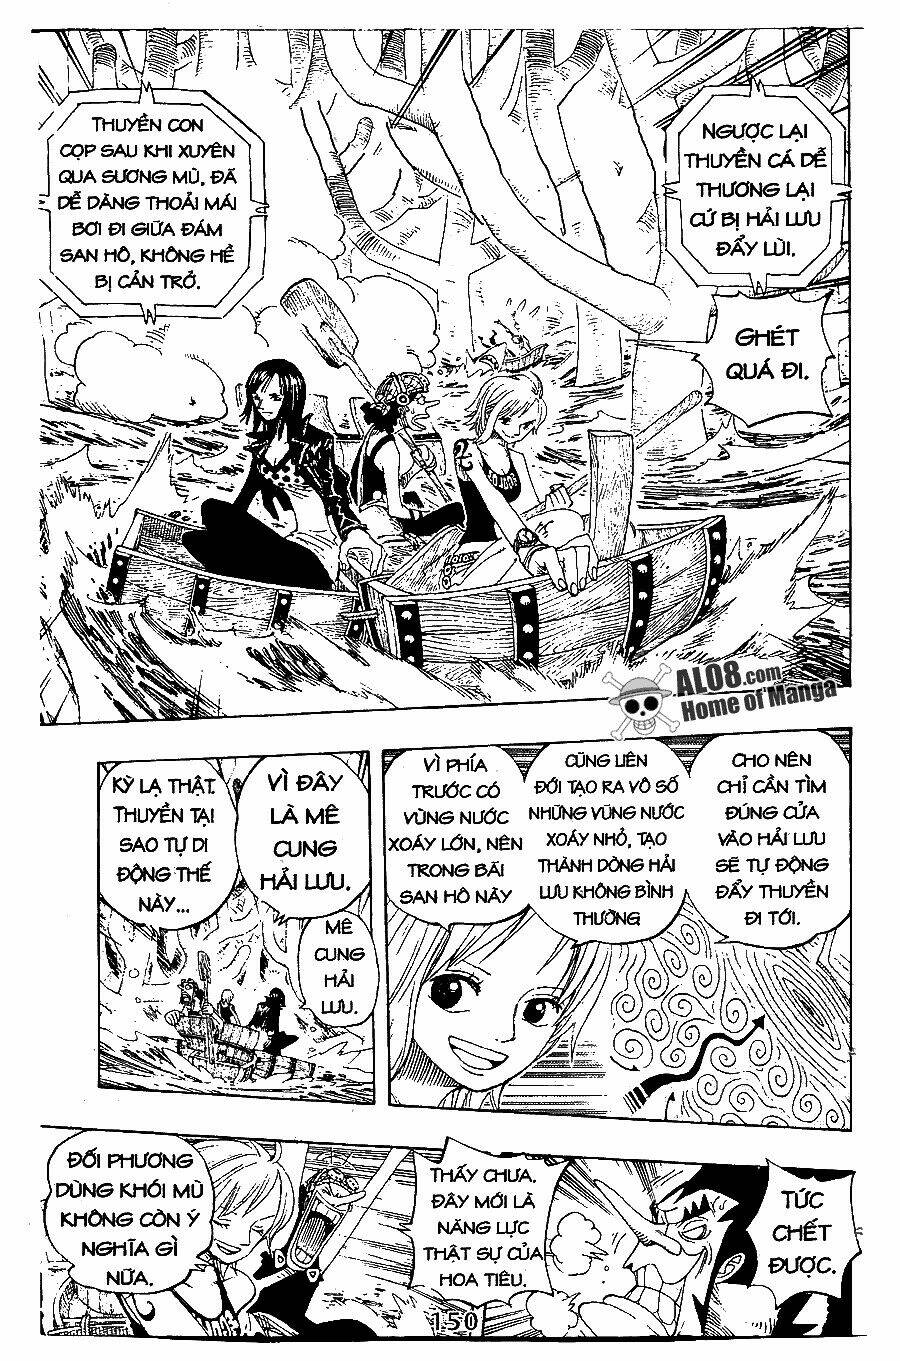 THUYỀN CON
CỌP SAU KHI XUYÊN
QUA SƯƠNG MÙ, ĐÃ
DỄ DÀNG THOẢI MÁI
BƠI ĐI GIỮA ĐÁM
SAN HÔ, KHÔNG HỀ
BỊ CẢN TRỞ.
NGƯỢC LẠI
THUYỀN CÁ DỄ
THƯƠNG LẠI
CỨ BỊ HẢI LƯU
ĐẨY LÙI.
GHÉT
QUÁ ĐI.
AL08.com
Home of Manga
KỲ LẠ THẬT.
THUYỀN TẠI
SAO TỰ DI
ĐỘNG THẾ
NÀY...
VÌ ĐÂY
LÀ MÊ
CUNG
HẢI LƯU.
MÊ
CUNG
HẢI
LƯU.
VÌ PHÍA
TRƯỚC CÓ
VÙNG NƯỚC
XOÁY LỚN, NÊN
TRONG BÃI
SAN HÔ NÀY
CŨNG LIÊN
ĐỚI TẠO RA VÔ SỐ
NHỮNG VŨNG NƯỚC
XOÁY NHỎ, TẠO
THÀNH DÒNG HẢI
LƯU KHÔNG BÌNH
THƯỜNG
CHO NÊN
CHỈ CẦN TÌM
ĐÚNG CỬA
VÀO HẢI LƯU
SẼ TỰ ĐỘNG
ĐẨY THUYỀN
ĐI TỚI.
ĐỐI PHƯƠNG
DÙNG KHÓI MÙ
KHÔNG CÒN Ý
NGHĨA GÌ
NỮA.
THẤY CHƯA.
ĐÂY MỚI LÀ
NĂNG LỰC
THẬT SỰ CỦA
HOA TIÊU.
TỨC
CHẾT
ĐƯỢC.
150